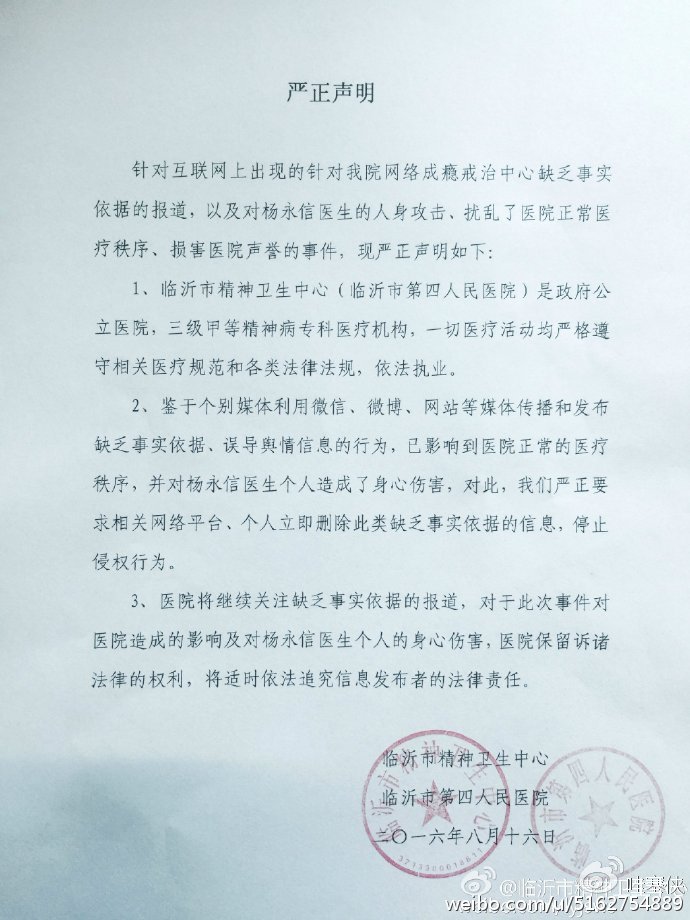 严正声明
针对互联网上出现的针对我院网络成瘾戒治中心缺乏事实
依据的报道，以及对杨永信医生的人身攻击、扰乱了医院正常医
疗秩序、损害医院声誉的事件，现严正声明如下：
1、临沂市精神卫生中心（临沂市第四人民医院）是政府公
立医院，三级甲等精神病专科医疗机构，一切医疗活动均严格遵
守相关医疗规范和各类法律法规，依法执业。
2、鉴于个别媒体利用微信、微博、网站等媒体传播和发布
缺乏事实依据、误导舆情信息的行为，已影响到医院正常的医疗
秩序，并对杨永信医生个人造成了身心伤害，对此，我们严正要
求相关网络平台、个人立即删除此类缺乏事实依据的信息，停止
侵权行为。
3、医院将继续关注缺乏事实依据的报道，对于此次事件对
医院造成的影响及对杨永信医生个人的身心伤害，医院保留诉诸
法律的权利，将适时依法追究信息发布者的法律责任。
临沂市精神卫生中心
临沂市第四人民医院
二〇一六年八月十六日
临沂市精神卫生中心
临沂市第四人民医院
@临沂市精神卫生
weibo.com/u/5162754889